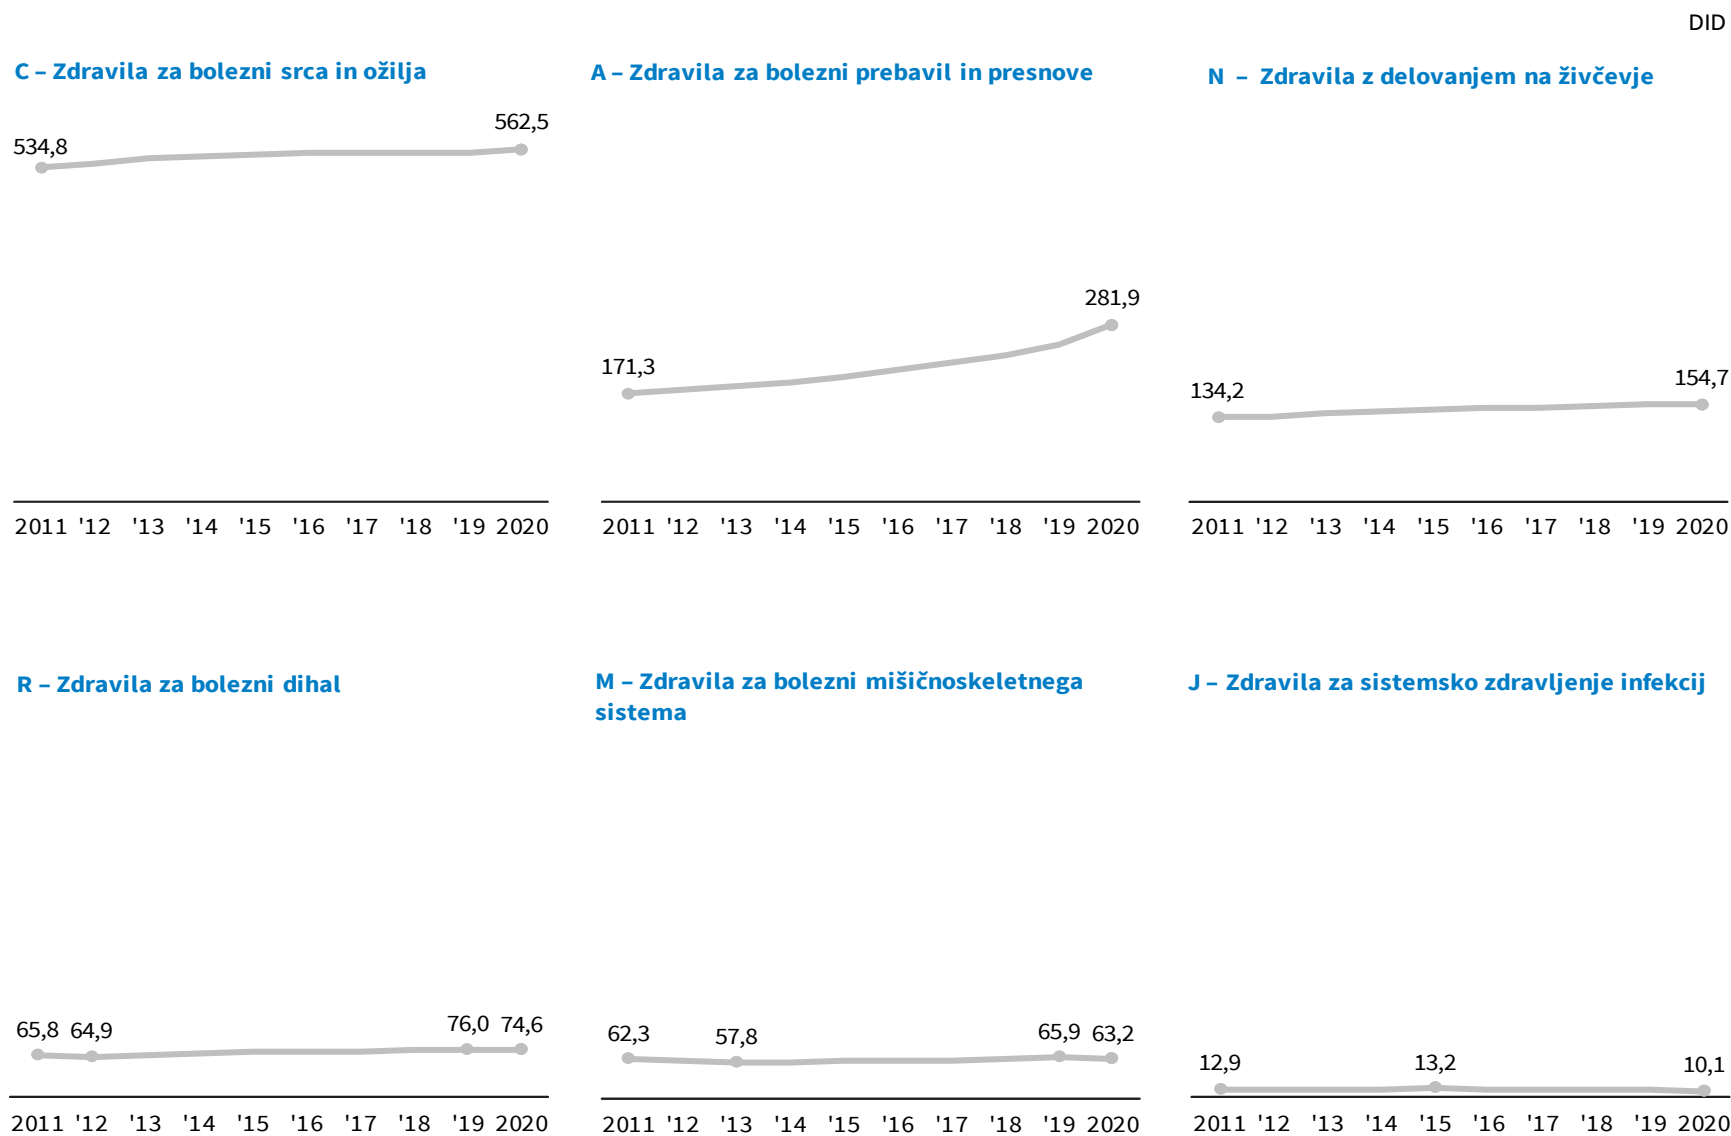 DID
C – Zdravila za bolezni srca in ožilja
534,8
562,5
2011 '12 '13 '14 '15 '16 '17 '18 '19 2020
A – Zdravila za bolezni prebavil in presnove
171,3
281,9
2011 '12 '13 '14 '15 '16 '17 '18 '19 2020
N – Zdravila z delovanjem na živčevje
134,2
154,7
2011 '12 '13 '14 '15 '16 '17 '18 '19 2020
R – Zdravila za bolezni dihal
65,8 64,9 76,0 74,6
2011 '12 '13 '14 '15 '16 '17 '18 '19 2020
M – Zdravila za bolezni mišičnoskeletnega
sistema
62,3 57,8 65,9 63,2
2011 '12 '13 '14 '15 '16 '17 '18 '19 2020
J – Zdravila za sistemsko zdravljenje infekcij
12,9 13,2 10,1
2011 '12 '13 '14 '15 '16 '17 '18 '19 2020